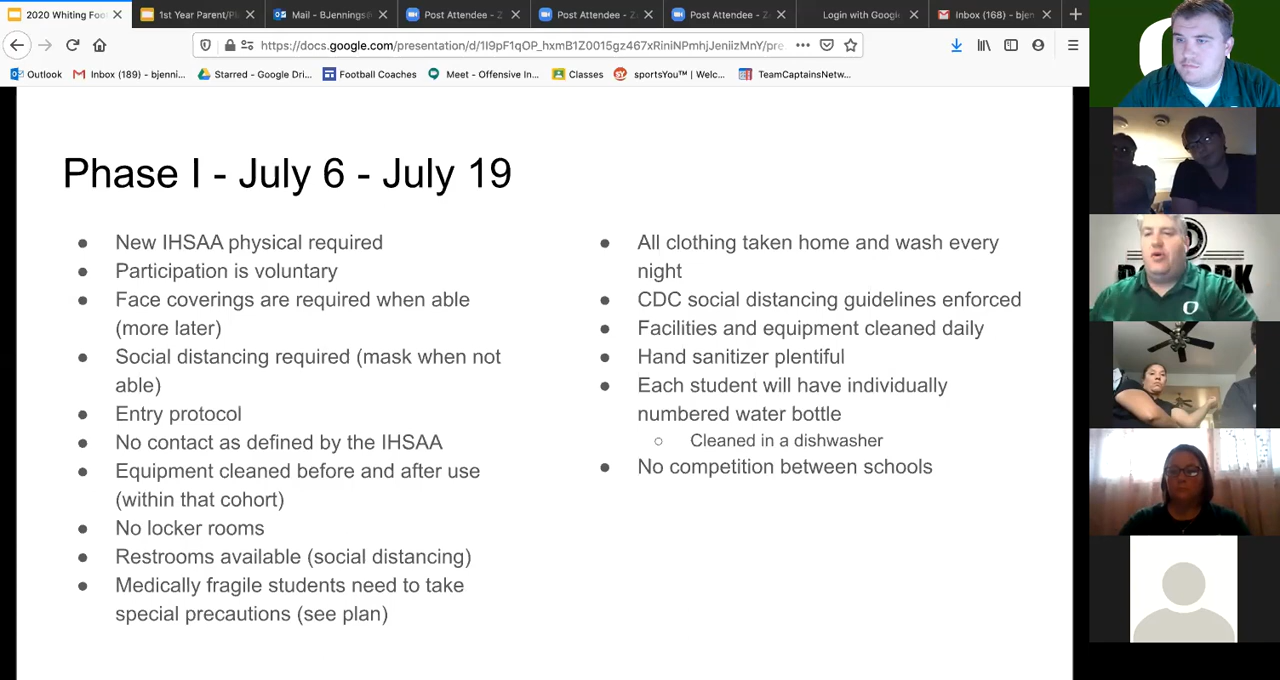 2020 Whiting Foo
1st Year Parent/Pl
Mail - BJennings@
Post Attendee - Z
Post Attendee - Z
Post Attendee - Z
Login with Google
Inbox (168) - bjen
docs.google.com/presentation/d/
Outlook
Inbox (189) - bjenni...
Starred - Google Dri...
Football Coaches
Meet - Offensive In...
Classes
sportsYou™ | Welc...
TeamCaptainsNetw...
Phase I - July 6 - July 19
New IHSAA physical required
Participation is voluntary
Face coverings are required when able
(more later)
Social distancing required (mask when not
able)
Entry protocol
No contact as defined by the IHSAA
Equipment cleaned before and after use
(within that cohort)
No locker rooms
Restrooms available (social distancing)
Medically fragile students need to take
special precautions (see plan)
All clothing taken home and wash every
night
CDC social distancing guidelines enforced
Facilities and equipment cleaned daily
Hand sanitizer plentiful
Each student will have individually
numbered water bottle
Cleaned in a dishwasher
No competition between schools